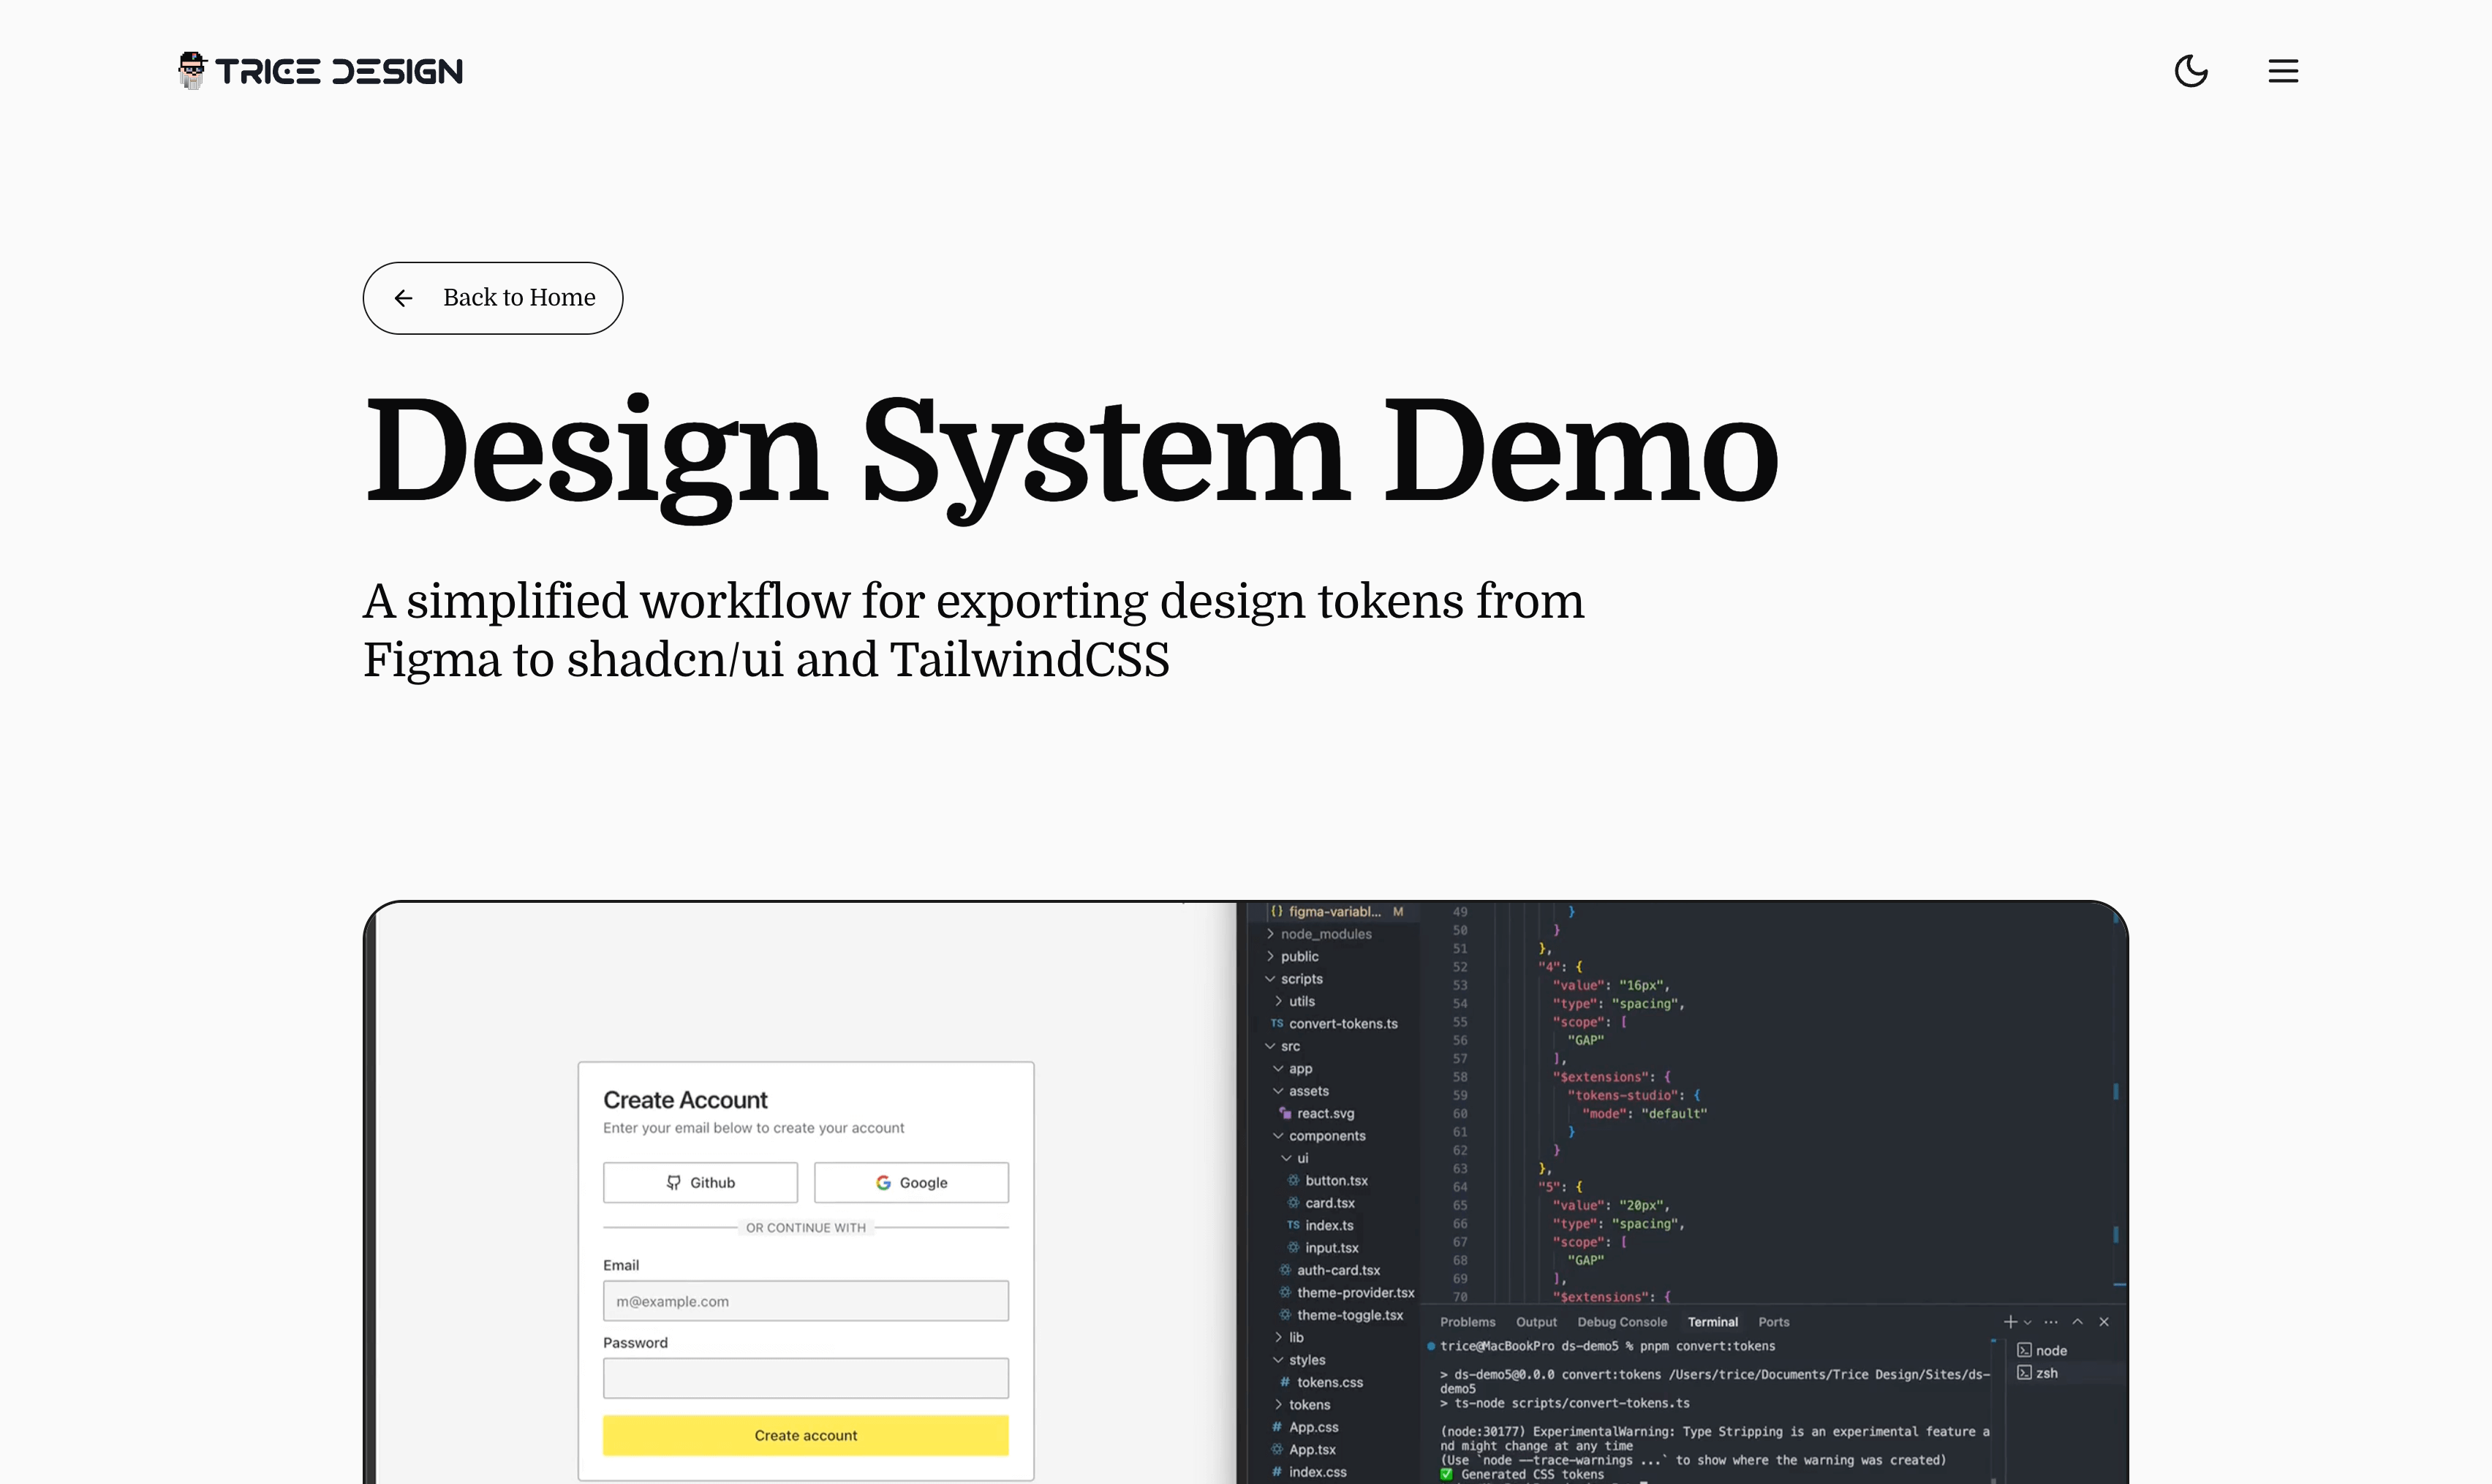 TRICE DESIGN
Back to Home
Design System Demo
A simplified workflow for exporting design tokens from
Figma to shadcn/ui and TailwindCSS
Create Account
Enter your email below to create your account
Github
Google
OR CONTINUE WITH
Email
m@example.com
Password
Create account
{} figma-variabl... M
node_modules
public
scripts
utils
TS convert-tokens.ts
src
app
assets
react.svg
components
ui
button.tsx
card.tsx
TS index.ts
input.tsx
auth-card.tsx
theme-provider.tsx
theme-toggle.tsx
lib
styles
# tokens.css
tokens
# App.css
App.tsx
# index.css
49 }
50 }
51 },
52 "4": {
53 "value": "16px",
54 "type": "spacing",
55 "scope": [
56 "GAP"
57 ],
58 "$extensions": {
59 "tokens-studio": {
60 "mode": "default"
61 }
62 }
63 },
64 "5": {
65 "value": "20px",
66 "type": "spacing",
67 "scope": [
68 "GAP"
69 ],
70 "$extensions": {
Problems Output Debug Console Terminal Ports
trice@MacBookPro ds-demo5 % pnpm convert:tokens
> ds-demo5@0.0.0 convert:tokens /Users/trice/Documents/Trice Design/Sites/ds-
demo5
> ts-node scripts/convert-tokens.ts
(node:30177) ExperimentalWarning: Type Stripping is an experimental feature a
nd might change at any time
(Use `node --trace-warnings ...` to show where the warning was created)
✅ Generated CSS tokens
node
zsh